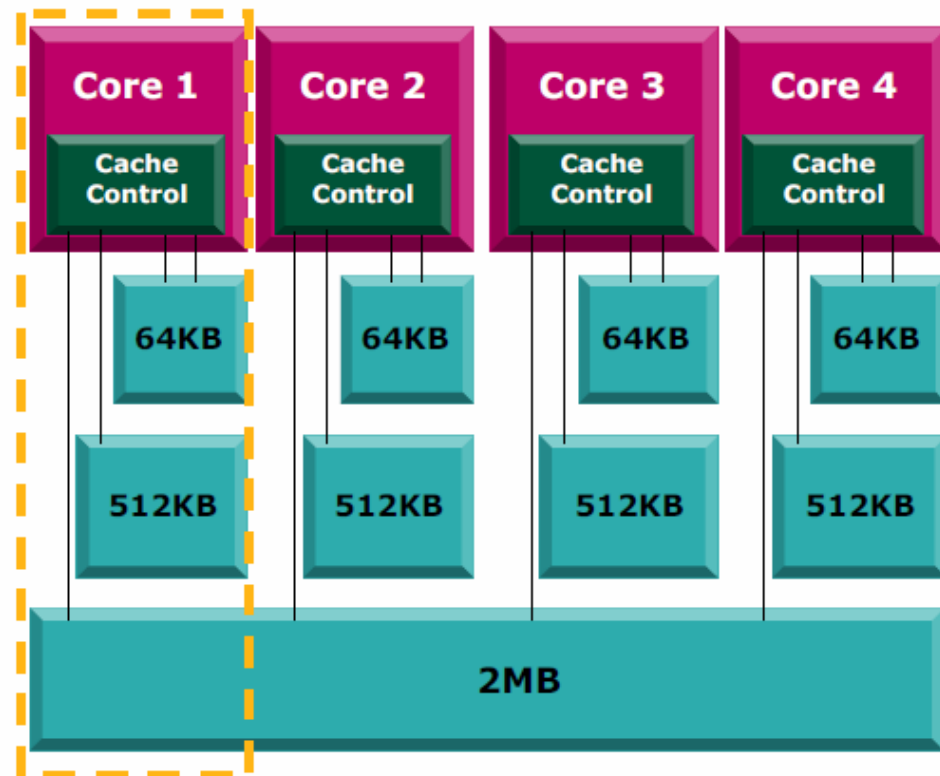 Core 1
Core 2
Core 3
Core 4
Cache
Control
Cache
Control
Cache
Control
Cache
Control
64KB
64KB
64KB
64KB
512KB
512KB
512KB
512KB
2MB